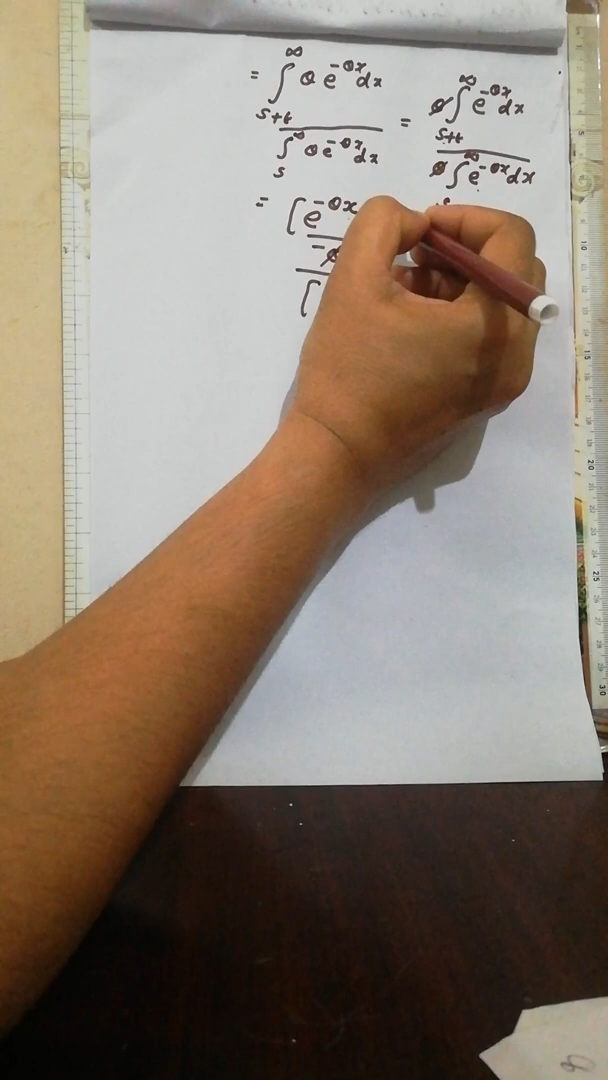 = ∫ θ e^{-θx} dx = θ ∫ e^{-θx} dx
∞ ∞
s+t s+t
∫ θ e^{-θx} dx θ ∫ e^{-θx} dx
∞ ∞
s
= [ e^{-θx}
-θ
[